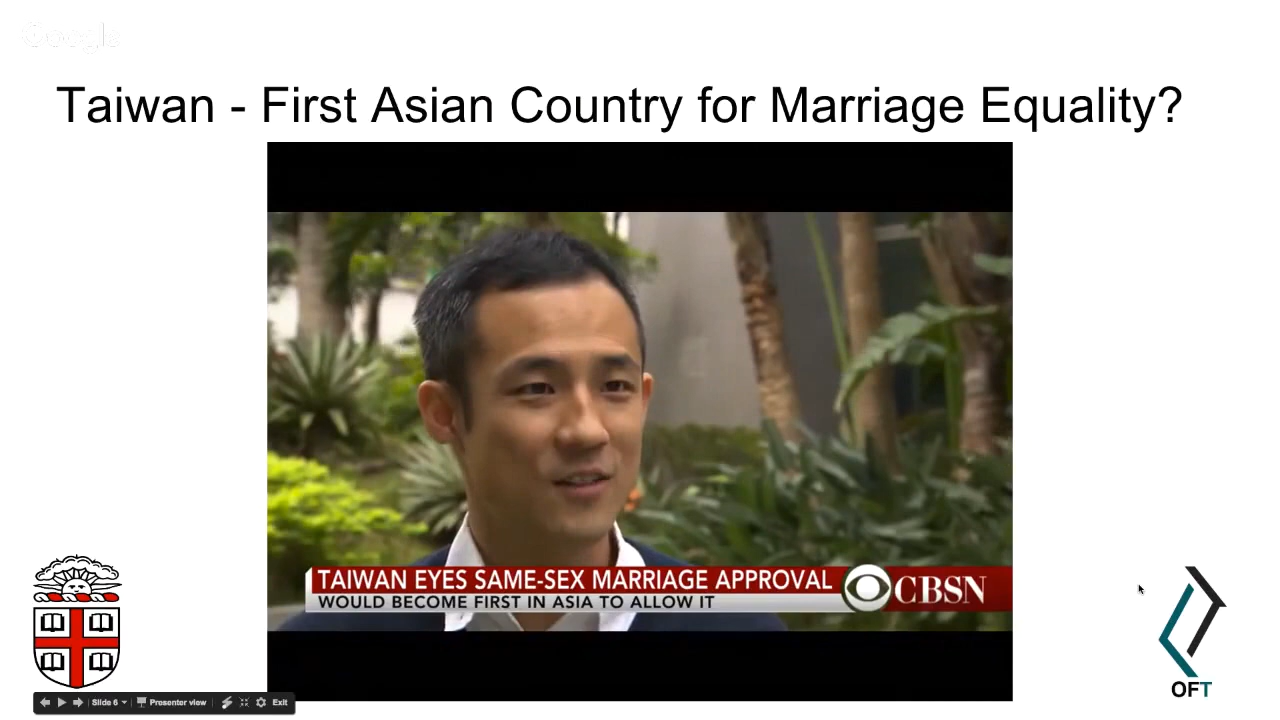 Google
Taiwan - First Asian Country for Marriage Equality?
TAIWAN EYES SAME-SEX MARRIAGE APPROVAL
WOULD BECOME FIRST IN ASIA TO ALLOW IT
CBSN
OFT
Slide 6
Presenter view
Exit